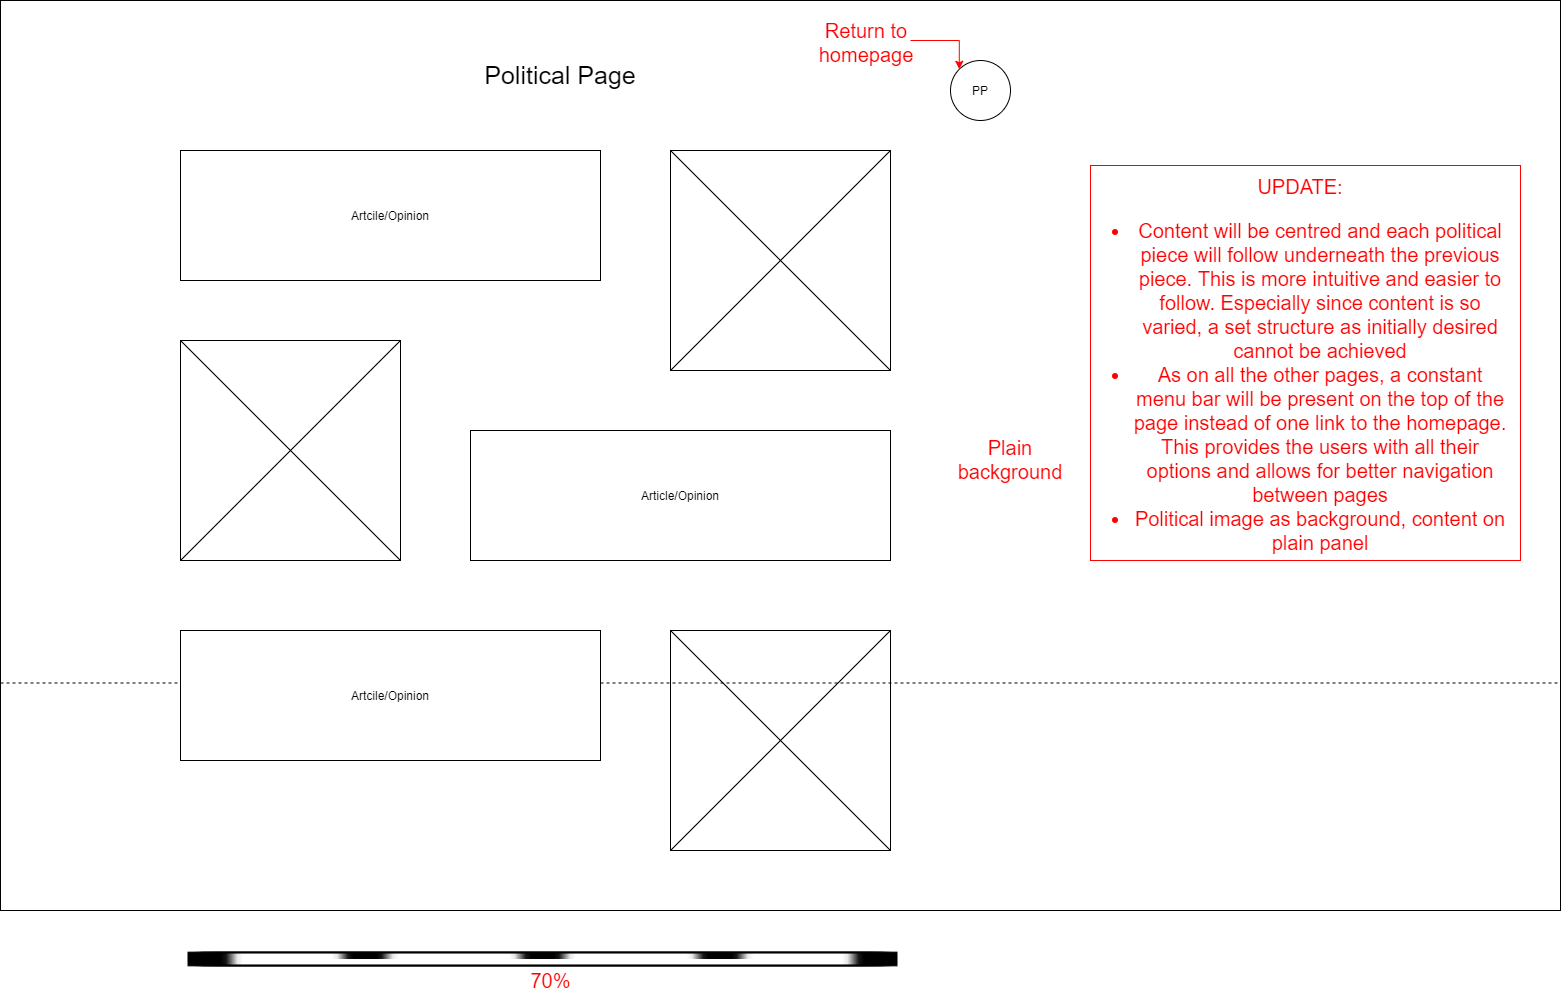 Return to
homepage
Political Page
PP
Artcile/Opinion
UPDATE:
• Content will be centred and each political
piece will follow underneath the previous
piece. This is more intuitive and easier to
follow. Especially since content is so
varied, a set structure as initially desired
cannot be achieved
• As on all the other pages, a constant
menu bar will be present on the top of the
page instead of one link to the homepage.
This provides the users with all their
options and allows for better navigation
between pages
• Political image as background, content on
plain panel
Plain
background
Article/Opinion
Artcile/Opinion
70%